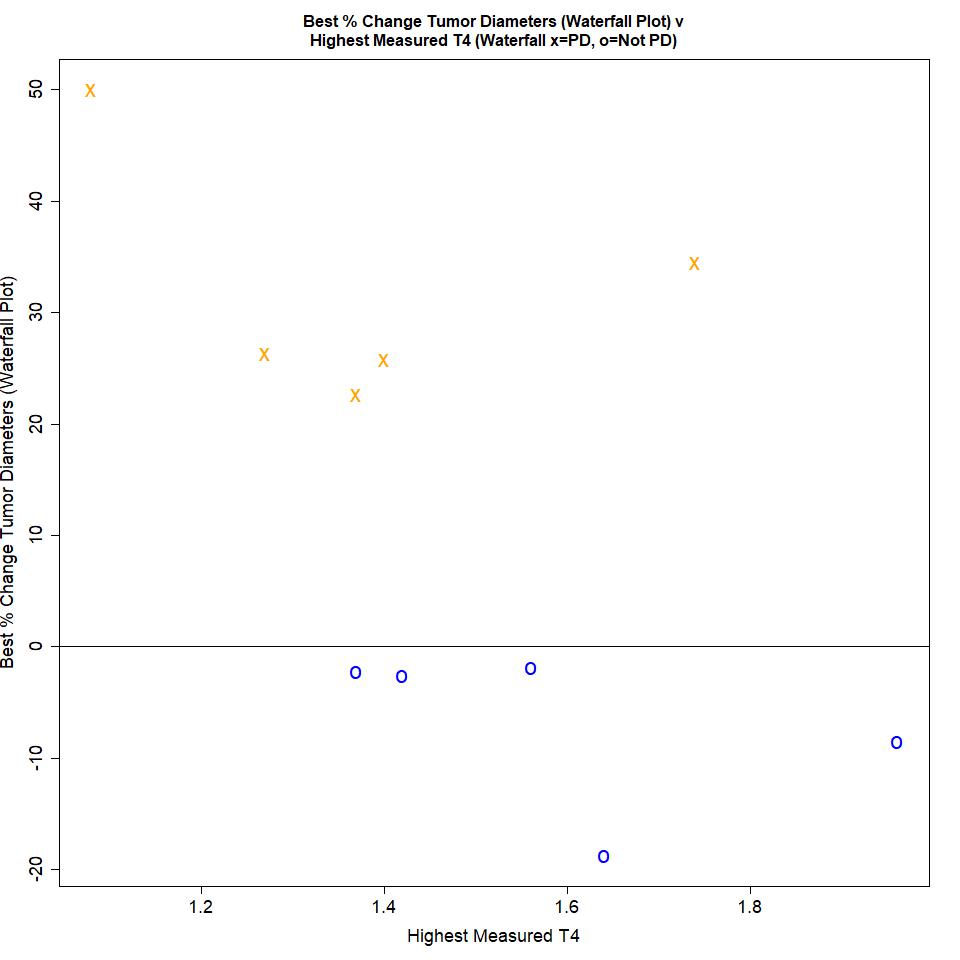 Best % Change Tumor Diameters (Waterfall Plot) v
Highest Measured T4 (Waterfall x=PD, o=Not PD)
Best % Change Tumor Diameters (Waterfall Plot)
50
40
30
20
10
0
-10
-20
x
x
x
x
x
o
o
o
o
o
1.2
1.4
1.6
1.8
Highest Measured T4